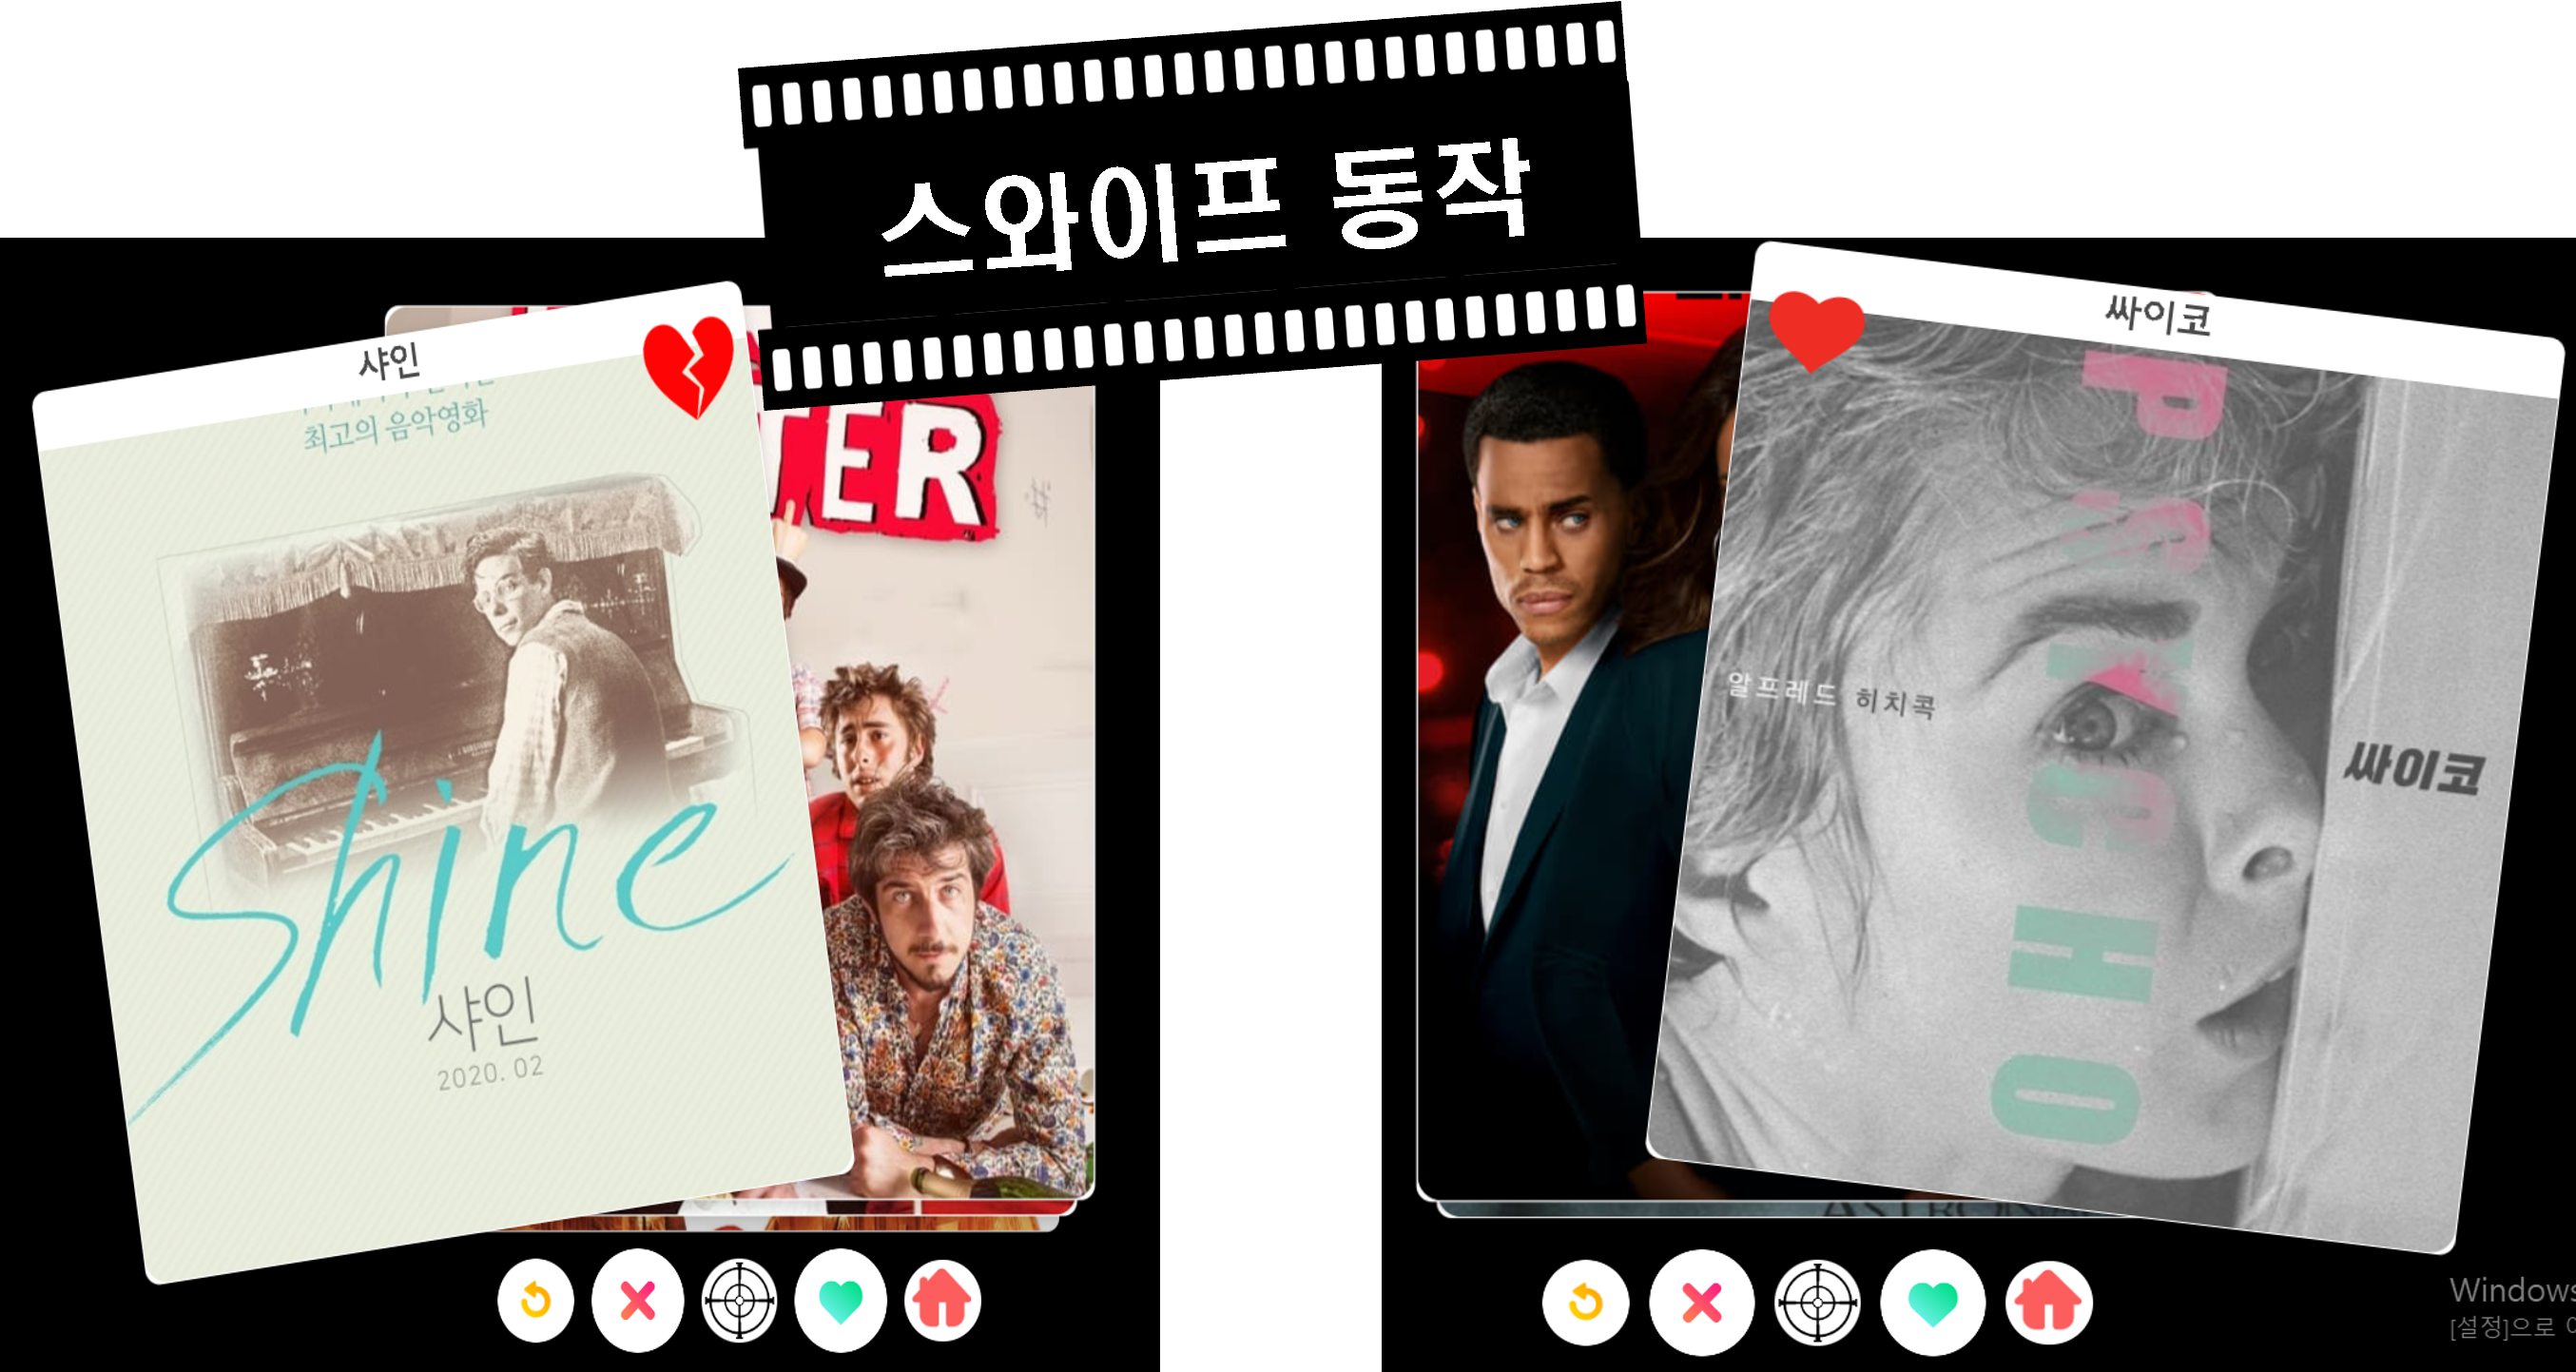 스와이프 동작
샤인
최고의 음악영화
Shine
샤인
2020. 02
TER
싸이코
PSYCHO
알프레드 히치콕
싸이코
Windows
[설정]으로